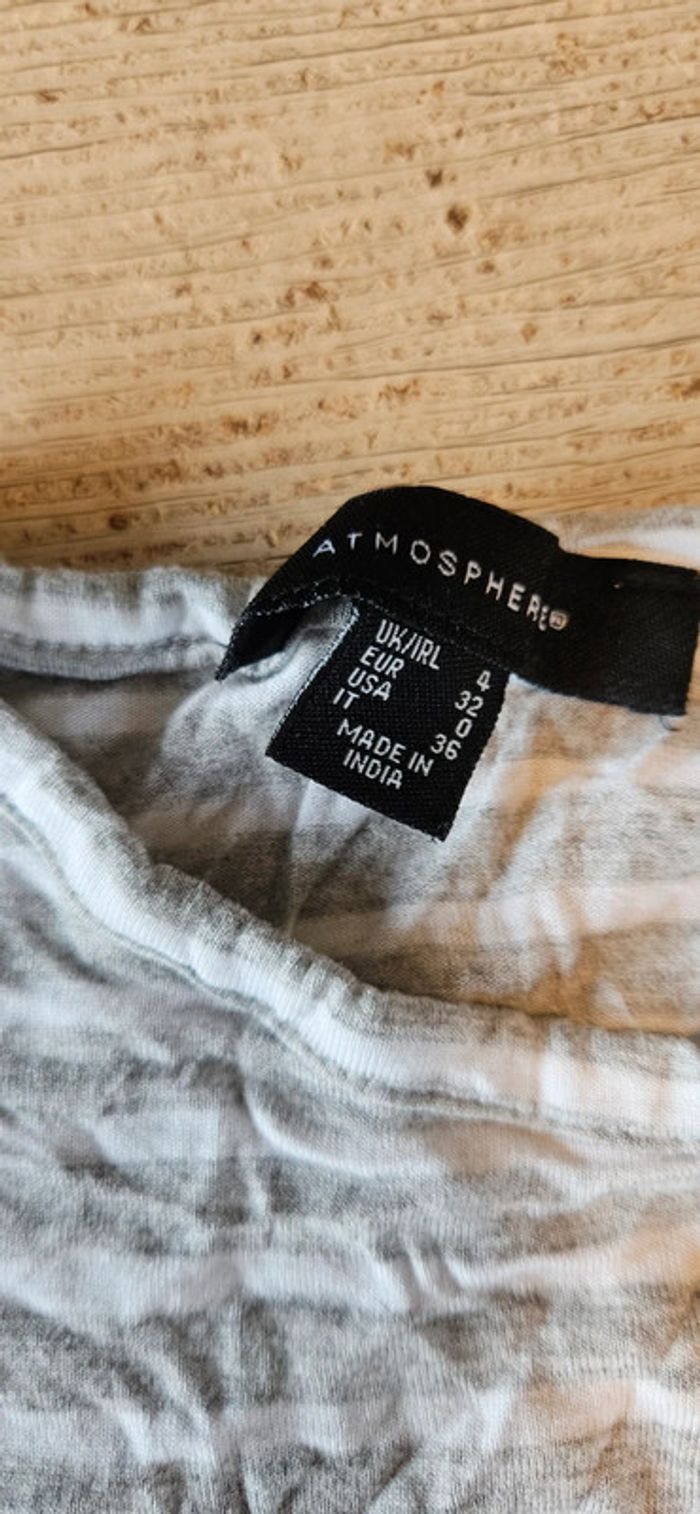 ATMOSPHERE®
UK/IRL 4
EUR 32
USA 0
IT 36
MADE IN
INDIA